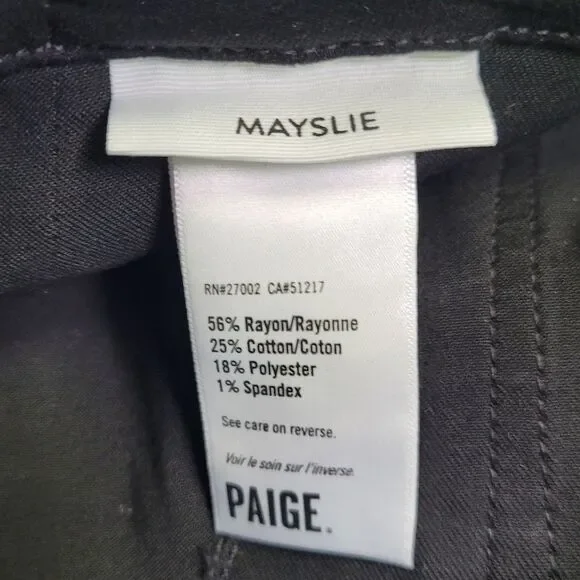 MAYSLIE
RN#27002 CA#51217
56% Rayon/Rayonne
25% Cotton/Coton
18% Polyester
1% Spandex
See care on reverse.
Voir le soin sur l'inverse.
PAIGE.